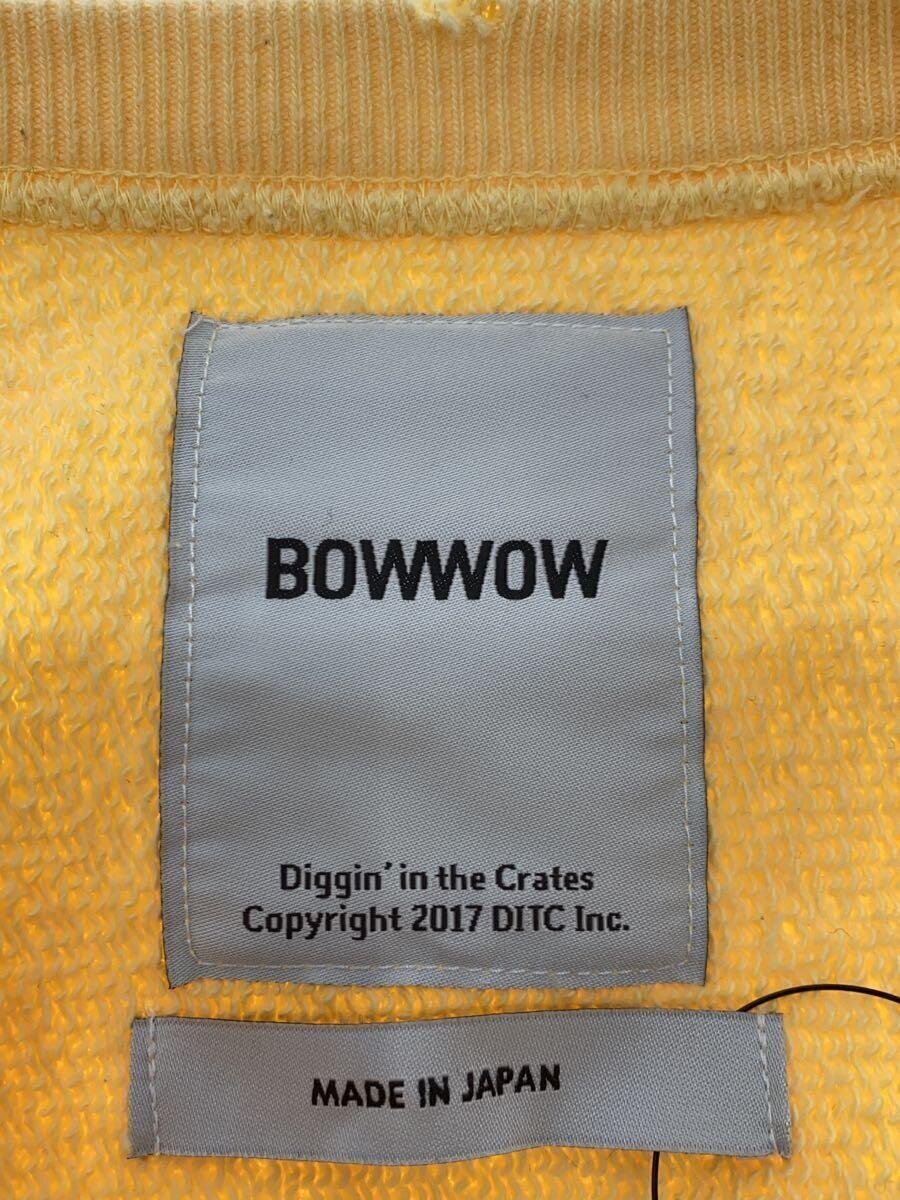 BOWWOW
Diggin' in the Crates
Copyright 2017 DITC Inc.
MADE IN JAPAN